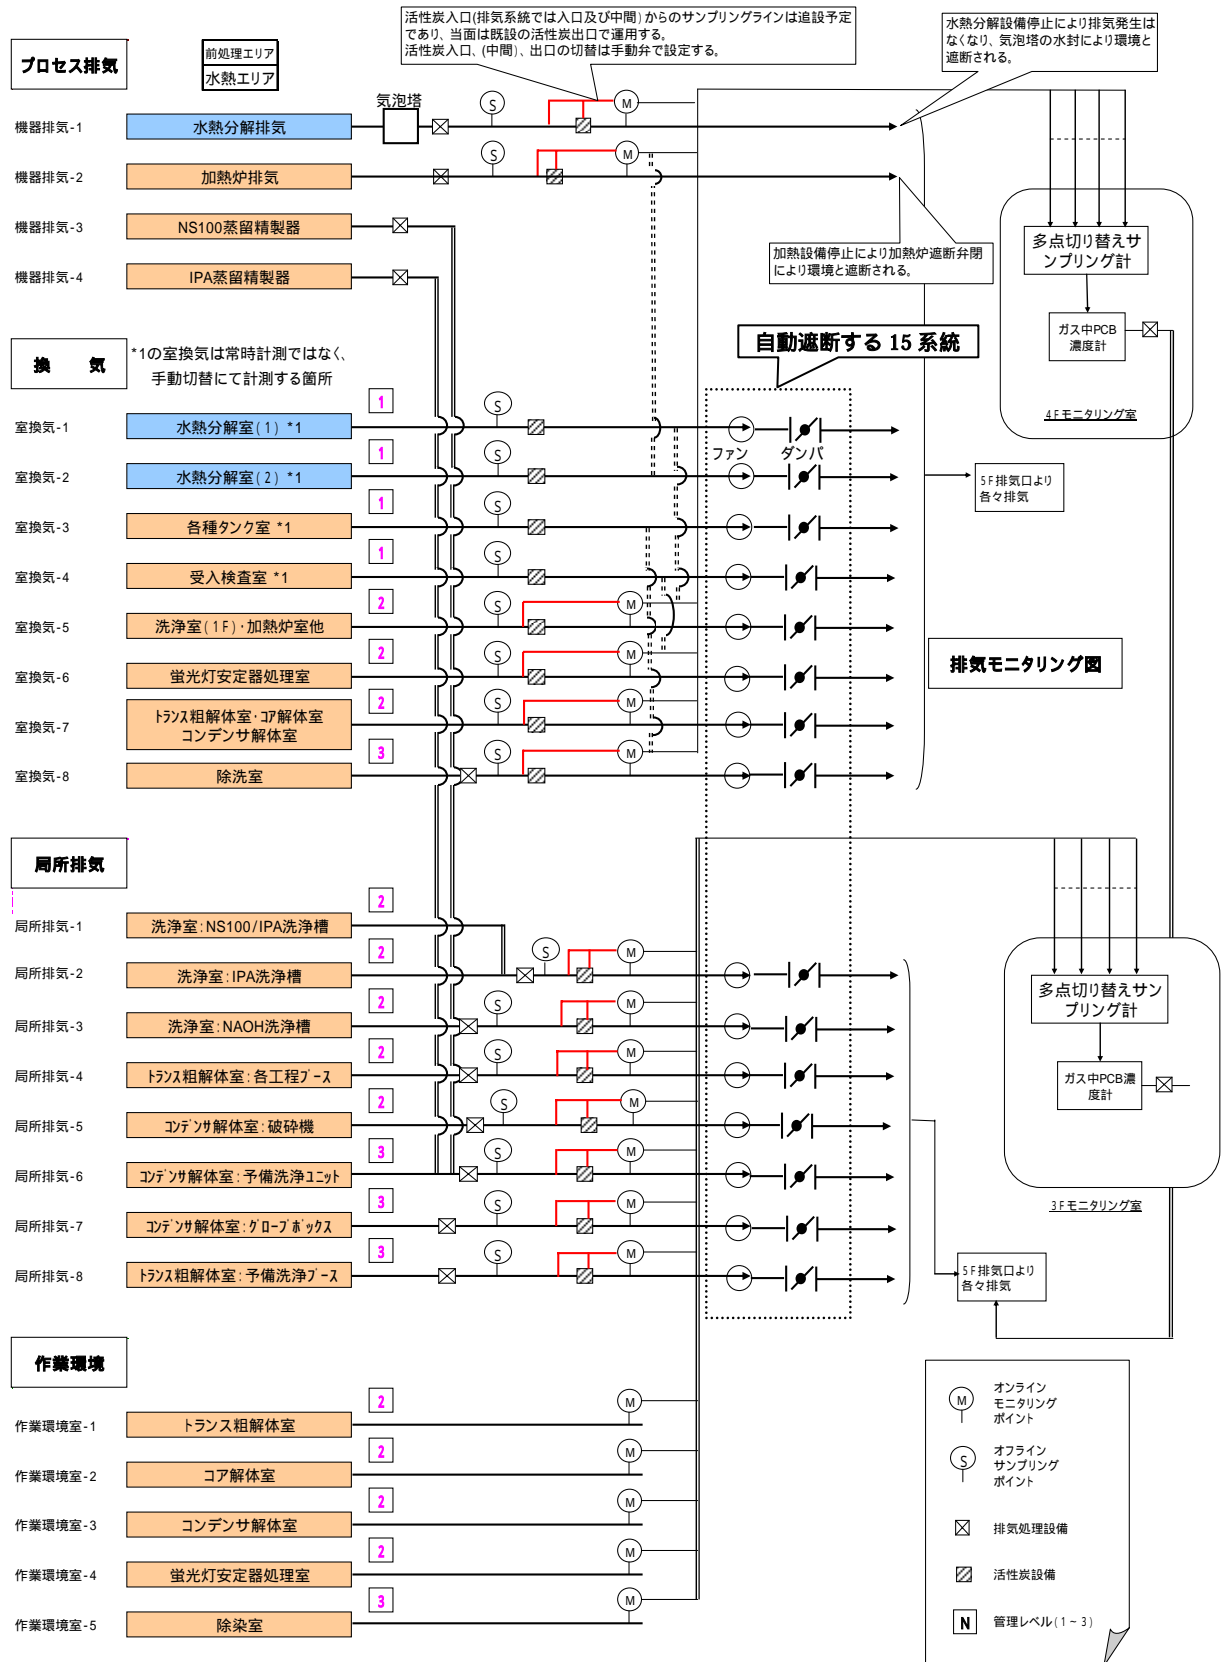 活性炭入口(排気系統では入口及び中間)からのサンプリングラインは追設予定
であり、当面は既設の活性炭出口で運用する。
活性炭入口、(中間)、出口の切替は手動弁で設定する。
水熱分解設備停止により排気発生は
なくなり、気泡塔の水封により環境と
遮断される。
プロセス排気
前処理エリア
水熱エリア
気泡塔
S
M
機器排気-1
水熱分解排気
S
M
機器排気-2
加熱炉排気
機器排気-3
NS100蒸留精製器
機器排気-4
IPA蒸留精製器
加熱設備停止により加熱炉遮断弁閉
により環境と遮断される。
多点切り替えサ
ンプリング計
ガス中PCB
濃度計
4Fモニタリング室
換 気
*1の室換気は常時計測ではなく、
手動切替にて計測する箇所
自動遮断する 15 系統
1
S
室換気-1
水熱分解室(1) *1
ファン
ダンパ
1
S
室換気-2
水熱分解室(2) *1
5F排気口より
各々排気
1
S
室換気-3
各種タンク室 *1
1
S
室換気-4
受入検査室 *1
2
S
M
室換気-5
洗浄室(1F)・加熱炉室他
2
S
M
室換気-6
蛍光灯安定器処理室
排気モニタリング図
2
S
M
室換気-7
トランス粗解体室・コア解体室
コンデンサ解体室
3
S
M
室換気-8
除洗室
局所排気
2
局所排気-1
洗浄室:NS100/IPA洗浄槽
2
S
M
局所排気-2
洗浄室:IPA洗浄槽
2
S
M
局所排気-3
洗浄室:NAOH洗浄槽
多点切り替えサン
プリング計
2
S
M
局所排気-4
トランス粗解体室:各工程ブース
ガス中PCB濃
度計
2
S
M
局所排気-5
コンデンサ解体室:破砕機
3
S
M
局所排気-6
コンデンサ解体室:予備洗浄ユニット
3Fモニタリング室
3
S
M
局所排気-7
コンデンサ解体室:グローブボックス
3
S
M
局所排気-8
トランス粗解体室:予備洗浄ブース
5F排気口より
各々排気
作業環境
2
M
作業環境室-1
トランス粗解体室
2
M
作業環境室-2
コア解体室
2
M
作業環境室-3
コンデンサ解体室
2
M
作業環境室-4
蛍光灯安定器処理室
3
M
作業環境室-5
除染室
M
オンライン
モニタリング
ポイント
S
オフライン
サンプリング
ポイント
排気処理設備
活性炭設備
N
管理レベル(1~3)